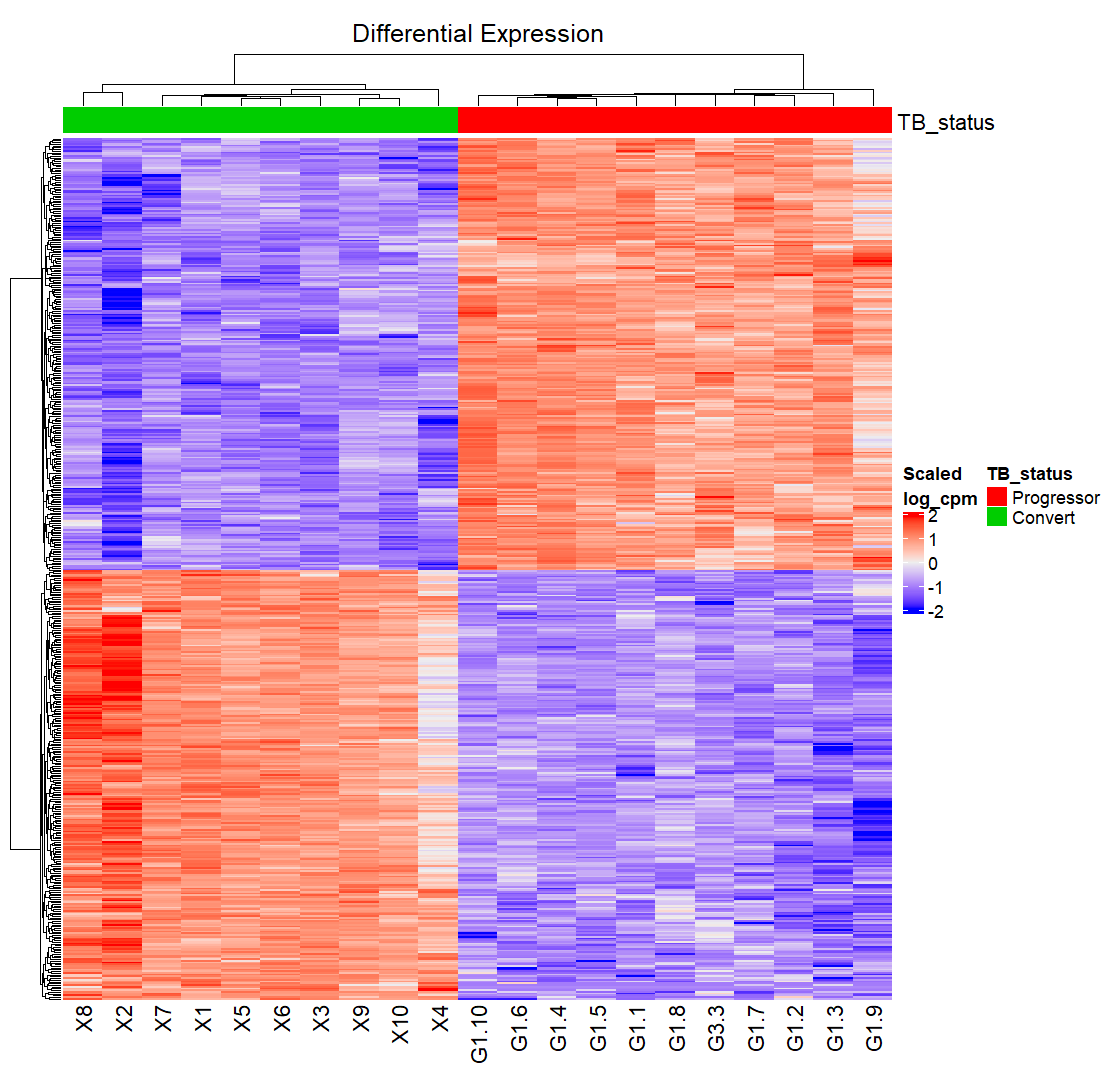 Differential Expression
TB_status
Scaled
log_cpm
2
1
0
-1
-2
TB_status
Progressor
Convert
X8 X2 X7 X1 X5 X6 X3 X9 X10 X4 G1.10 G1.6 G1.4 G1.5 G1.1 G1.8 G3.3 G1.7 G1.2 G1.3 G1.9